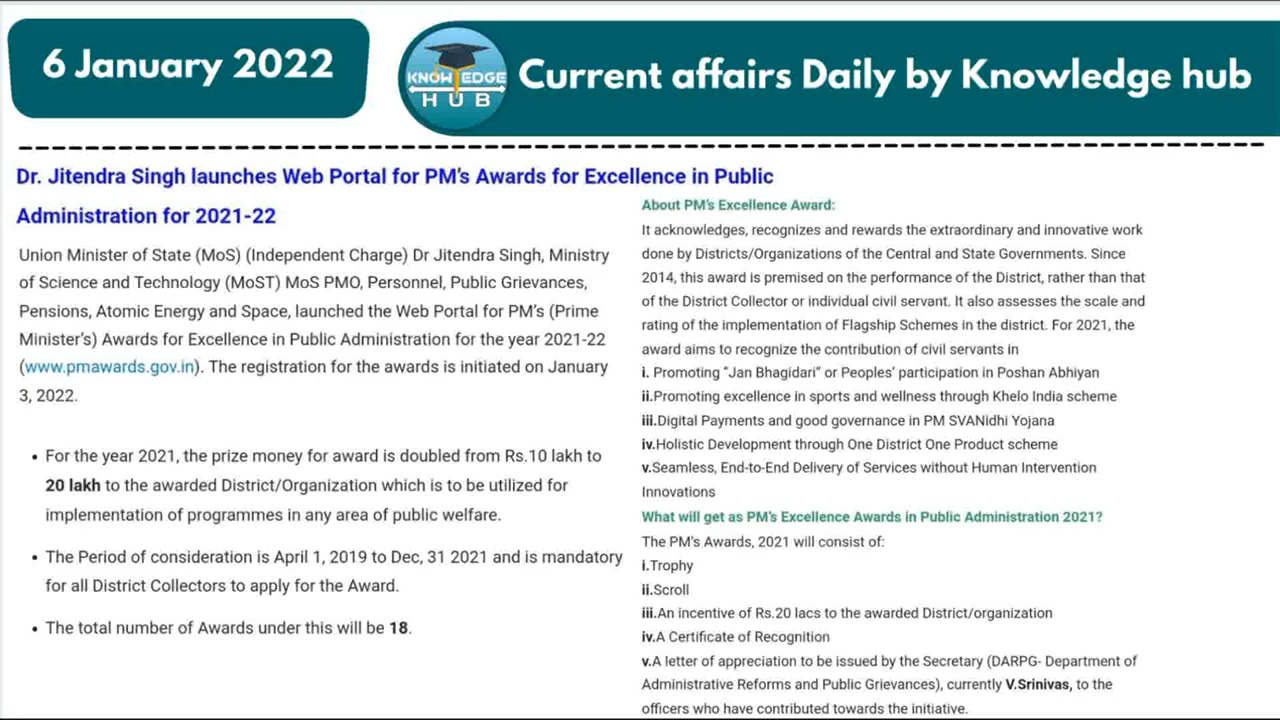 6 January 2022
KNOWLEDGE
HUB
Current affairs Daily by Knowledge hub
Dr. Jitendra Singh launches Web Portal for PM's Awards for Excellence in Public
Administration for 2021-22
Union Minister of State (MoS) (Independent Charge) Dr Jitendra Singh, Ministry
of Science and Technology (MoST) MoS PMO, Personnel, Public Grievances,
Pensions, Atomic Energy and Space, launched the Web Portal for PM's (Prime
Minister's) Awards for Excellence in Public Administration for the year 2021-22
(www.pmawards.gov.in). The registration for the awards is initiated on January
3, 2022.
• For the year 2021, the prize money for award is doubled from Rs.10 lakh to
20 lakh to the awarded District/Organization which is to be utilized for
implementation of programmes in any area of public welfare.
• The Period of consideration is April 1, 2019 to Dec, 31 2021 and is mandatory
for all District Collectors to apply for the Award.
• The total number of Awards under this will be 18.
About PM's Excellence Award:
It acknowledges, recognizes and rewards the extraordinary and innovative work
done by Districts/Organizations of the Central and State Governments. Since
2014, this award is premised on the performance of the District, rather than that
of the District Collector or individual civil servant. It also assesses the scale and
rating of the implementation of Flagship Schemes in the district. For 2021, the
award aims to recognize the contribution of civil servants in
i. Promoting "Jan Bhagidari" or Peoples' participation in Poshan Abhiyan
ii.Promoting excellence in sports and wellness through Khelo India scheme
iii.Digital Payments and good governance in PM SVANidhi Yojana
iv.Holistic Development through One District One Product scheme
v.Seamless, End-to-End Delivery of Services without Human Intervention
Innovations
What will get as PM's Excellence Awards in Public Administration 2021?
The PM's Awards, 2021 will consist of:
i.Trophy
ii.Scroll
iii.An incentive of Rs.20 lacs to the awarded District/organization
iv.A Certificate of Recognition
v.A letter of appreciation to be issued by the Secretary (DARPG- Department of
Administrative Reforms and Public Grievances), currently V.Srinivas, to the
officers who have contributed towards the initiative.